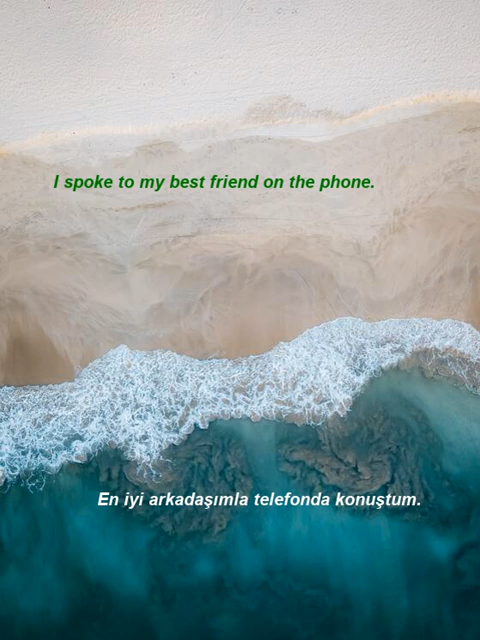 I spoke to my best friend on the phone.
En iyi arkadaşımla telefonda konuştum.